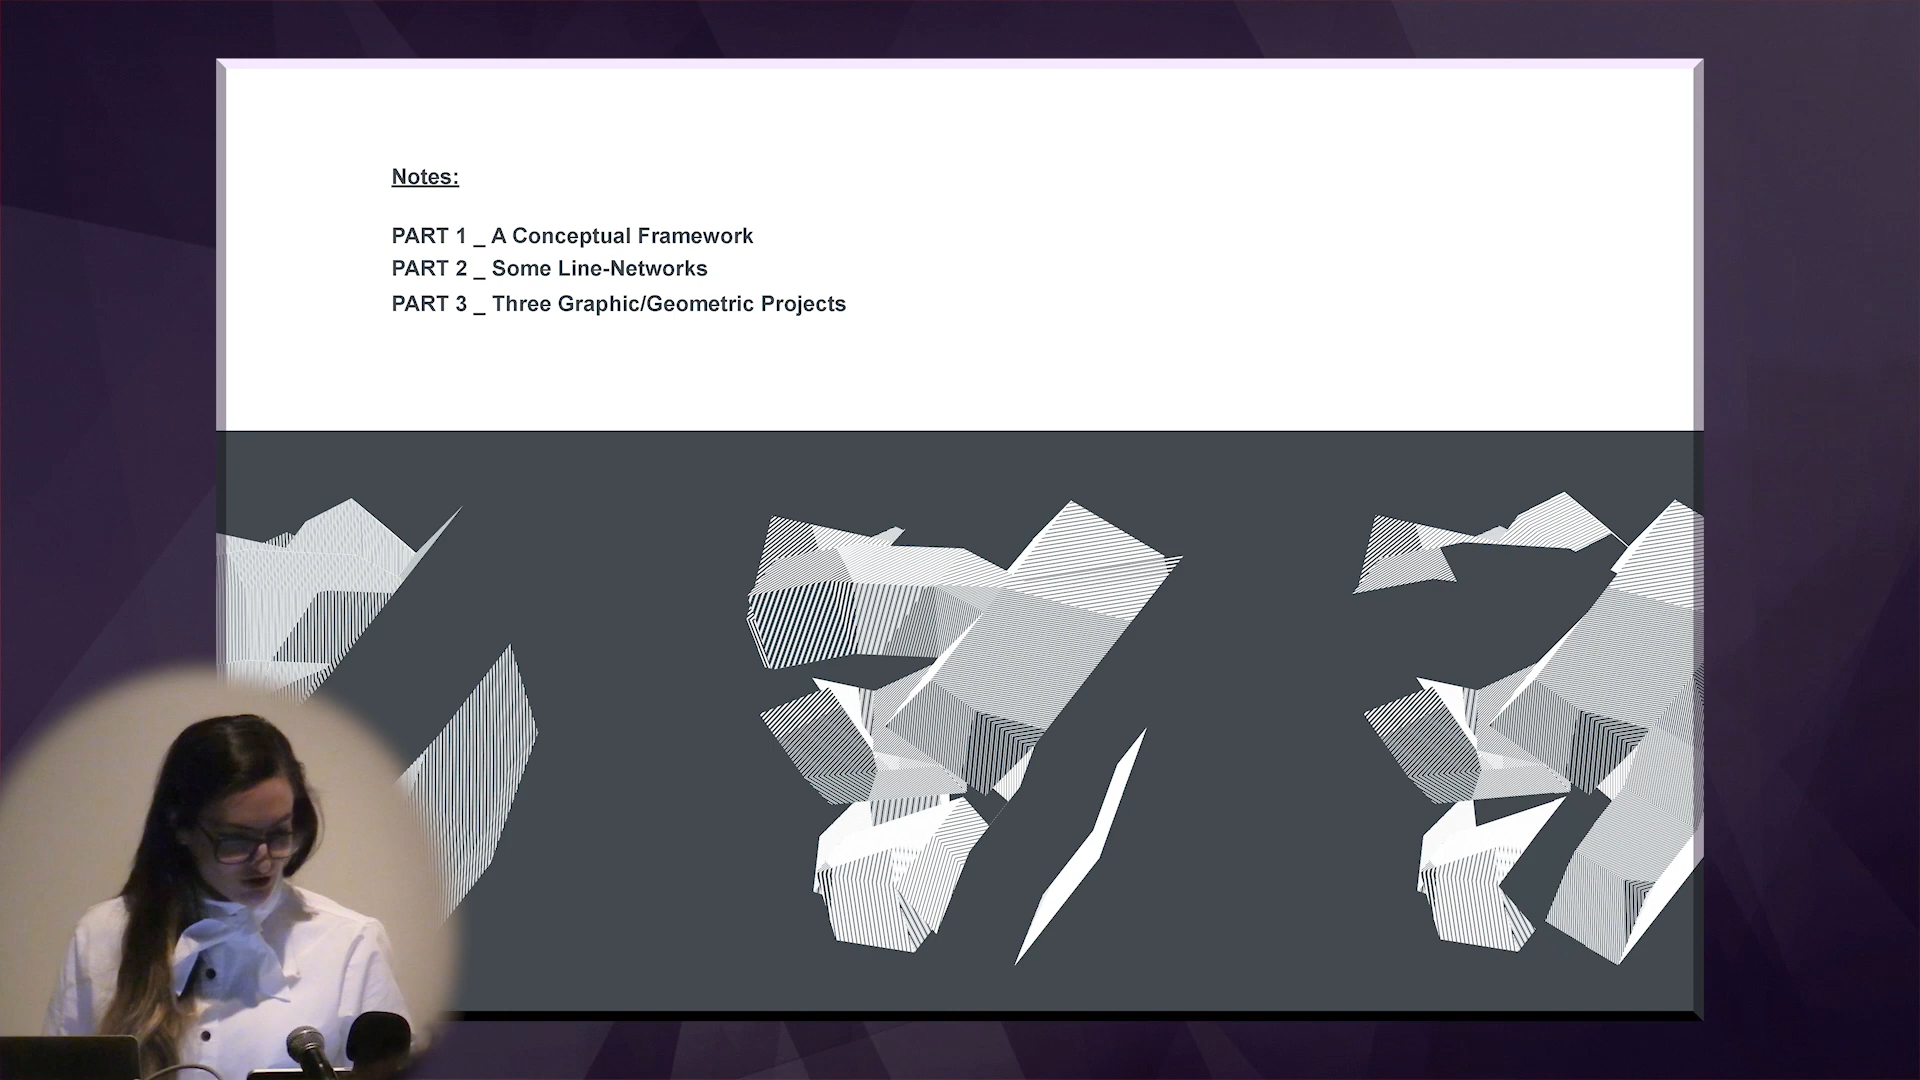 Notes:
PART 1 _ A Conceptual Framework
PART 2 _ Some Line-Networks
PART 3 _ Three Graphic/Geometric Projects